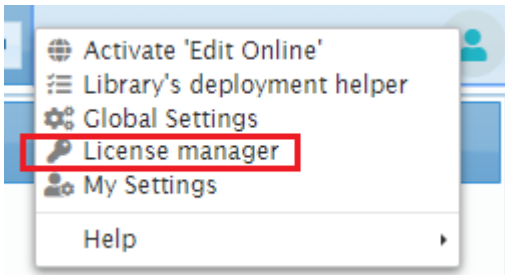 Activate 'Edit Online'
Library's deployment helper
Global Settings
License manager
My Settings
Help